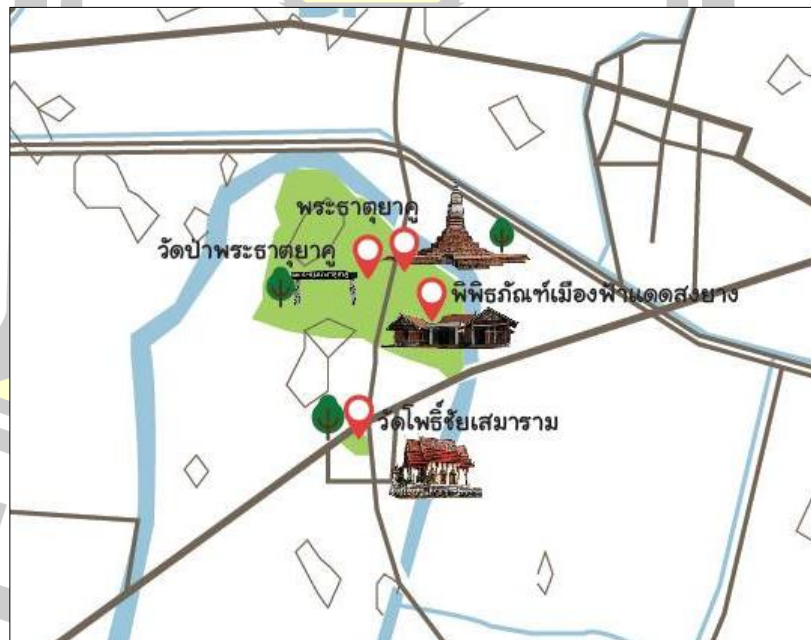 พระธาตุยาคู
วัดป่าพระธาตุยาคู
พิพิธภัณฑ์เมืองฟ้าแดดสงยาง
วัดโพธิ์ชัยเสมาราม